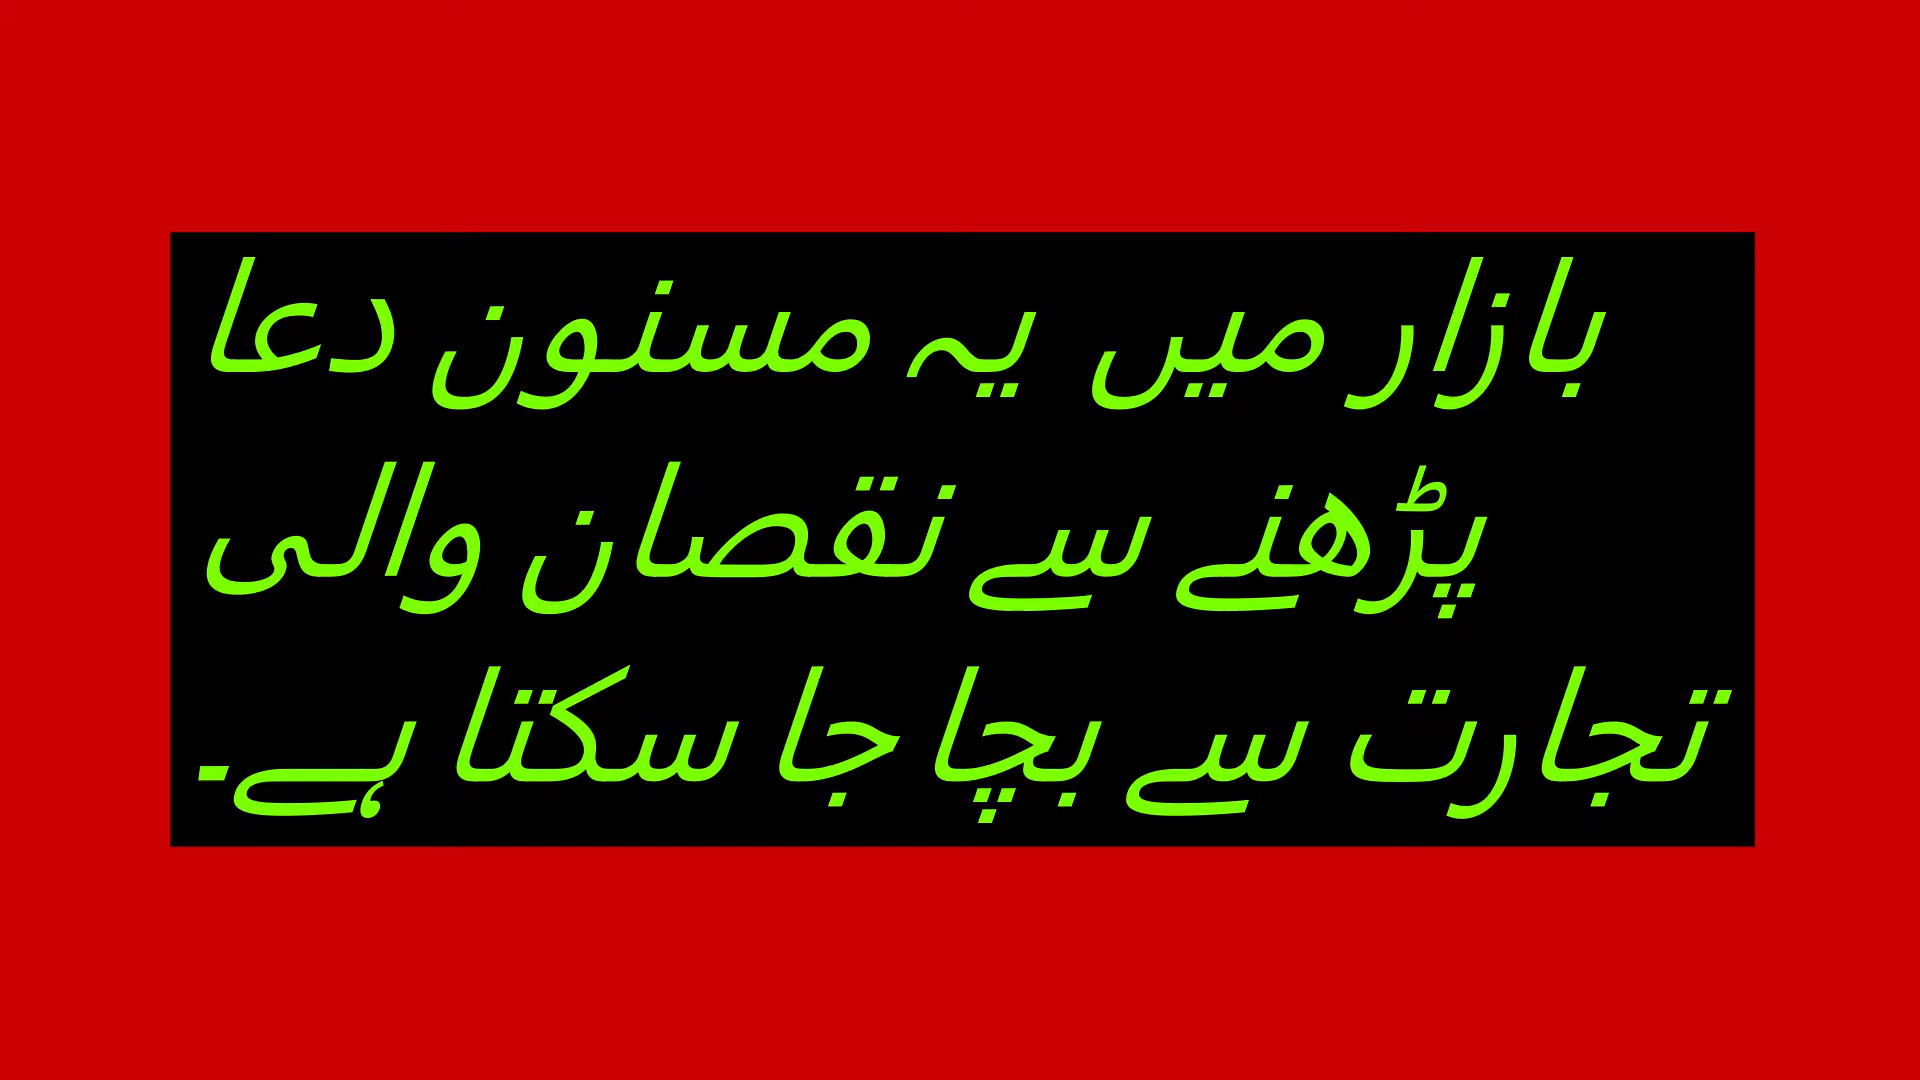 بازار میں یہ مسنون دعا
پڑھنے سے نقصان والی
تجارت سے بچا جا سکتا ہے۔